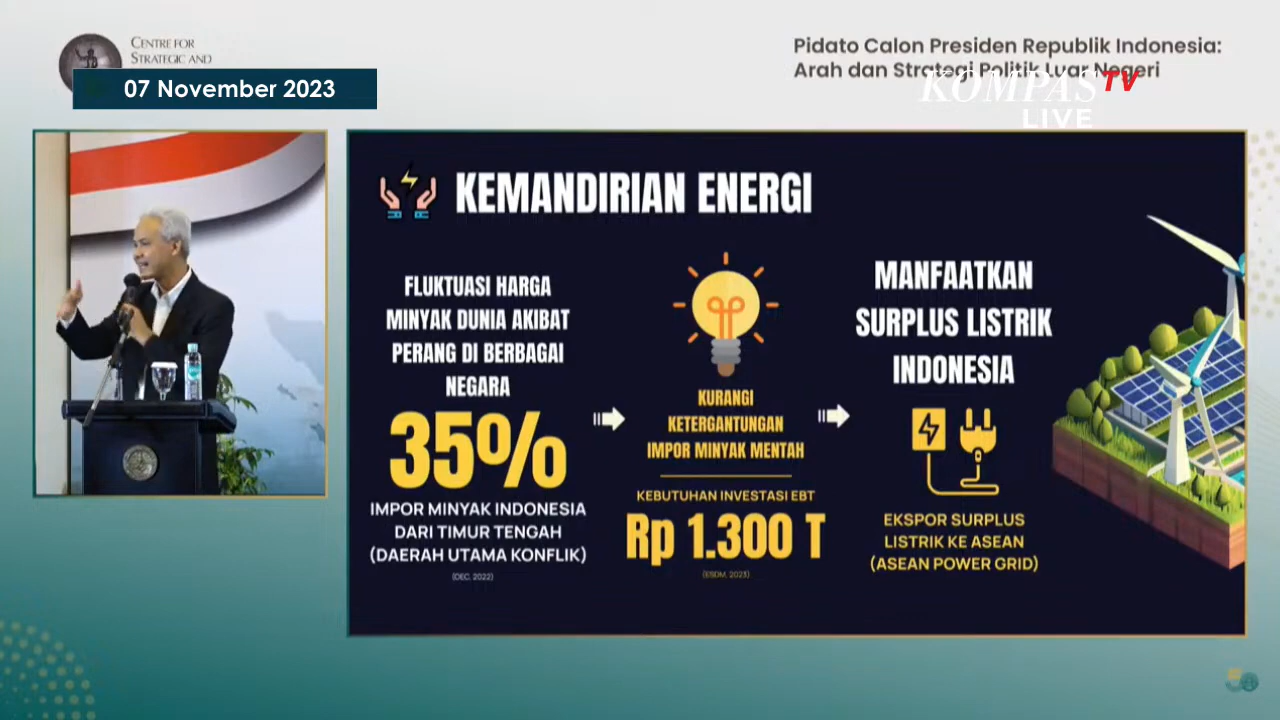 CENTRE FOR
STRATEGIC AND
07 November 2023
Pidato Calon Presiden Republik Indonesia:
Arah dan Strategi Politik Luar Negeri
KOMPAS TV
LIVE
KEMANDIRIAN ENERGI
FLUKTUASI HARGA
MINYAK DUNIA AKIBAT
PERANG DI BERBAGAI
NEGARA
35%
IMPOR MINYAK INDONESIA
DARI TIMUR TENGAH
(DAERAH UTAMA KONFLIK)
(DEC, 2022)
KURANGI
KETERGANTUNGAN
IMPOR MINYAK MENTAH
KEBUTUHAN INVESTASI EBT
Rp 1.300 T
(ESDM, 2023)
MANFAATKAN
SURPLUS LISTRIK
INDONESIA
EKSPOR SURPLUS
LISTRIK KE ASEAN
(ASEAN POWER GRID)